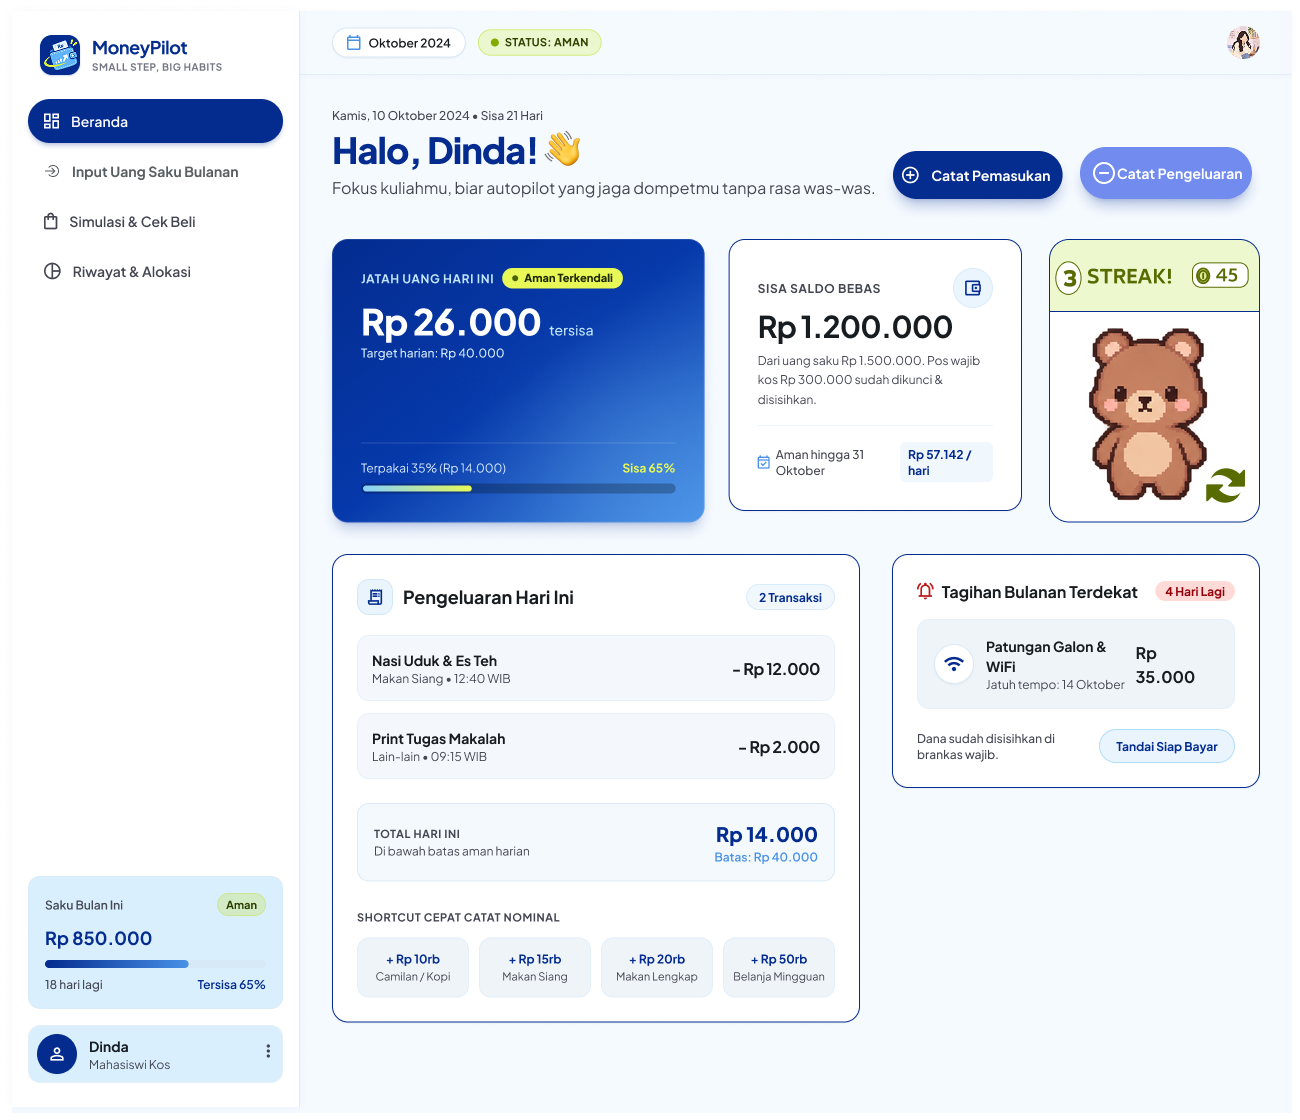 MoneyPilot
SMALL STEP, BIG HABITS
Beranda
Input Uang Saku Bulanan
Simulasi & Cek Beli
Riwayat & Alokasi
Saku Bulan Ini
Aman
Rp 850.000
18 hari lagi
Tersisa 65%
Dinda
Mahasiswi Kos
Oktober 2024
STATUS: AMAN
Kamis, 10 Oktober 2024 • Sisa 21 Hari
Halo, Dinda! 👋
Fokus kuliahmu, biar autopilot yang jaga dompetmu tanpa rasa was-was.
Catat Pemasukan
Catat Pengeluaran
JATAH UANG HARI INI
Aman Terkendali
Rp 26.000 tersisa
Target harian: Rp 40.000
Terpakai 35% (Rp 14.000)
Sisa 65%
SISA SALDO BEBAS
Rp 1.200.000
Dari uang saku Rp 1.500.000. Pos wajib
kos Rp 300.000 sudah dikunci &
disisihkan.
Aman hingga 31
Oktober
Rp 57.142 /
hari
3 STREAK!
45
Pengeluaran Hari Ini
2 Transaksi
Nasi Uduk & Es Teh
Makan Siang • 12:40 WIB
- Rp 12.000
Print Tugas Makalah
Lain-lain • 09:15 WIB
- Rp 2.000
TOTAL HARI INI
Di bawah batas aman harian
Rp 14.000
Batas: Rp 40.000
SHORTCUT CEPAT CATAT NOMINAL
+ Rp 10rb
Camilan / Kopi
+ Rp 15rb
Makan Siang
+ Rp 20rb
Makan Lengkap
+ Rp 50rb
Belanja Mingguan
Tagihan Bulanan Terdekat
4 Hari Lagi
Patungan Galon &
WiFi
Jatuh tempo: 14 Oktober
Rp
35.000
Dana sudah disisihkan di
brankas wajib.
Tandai Siap Bayar